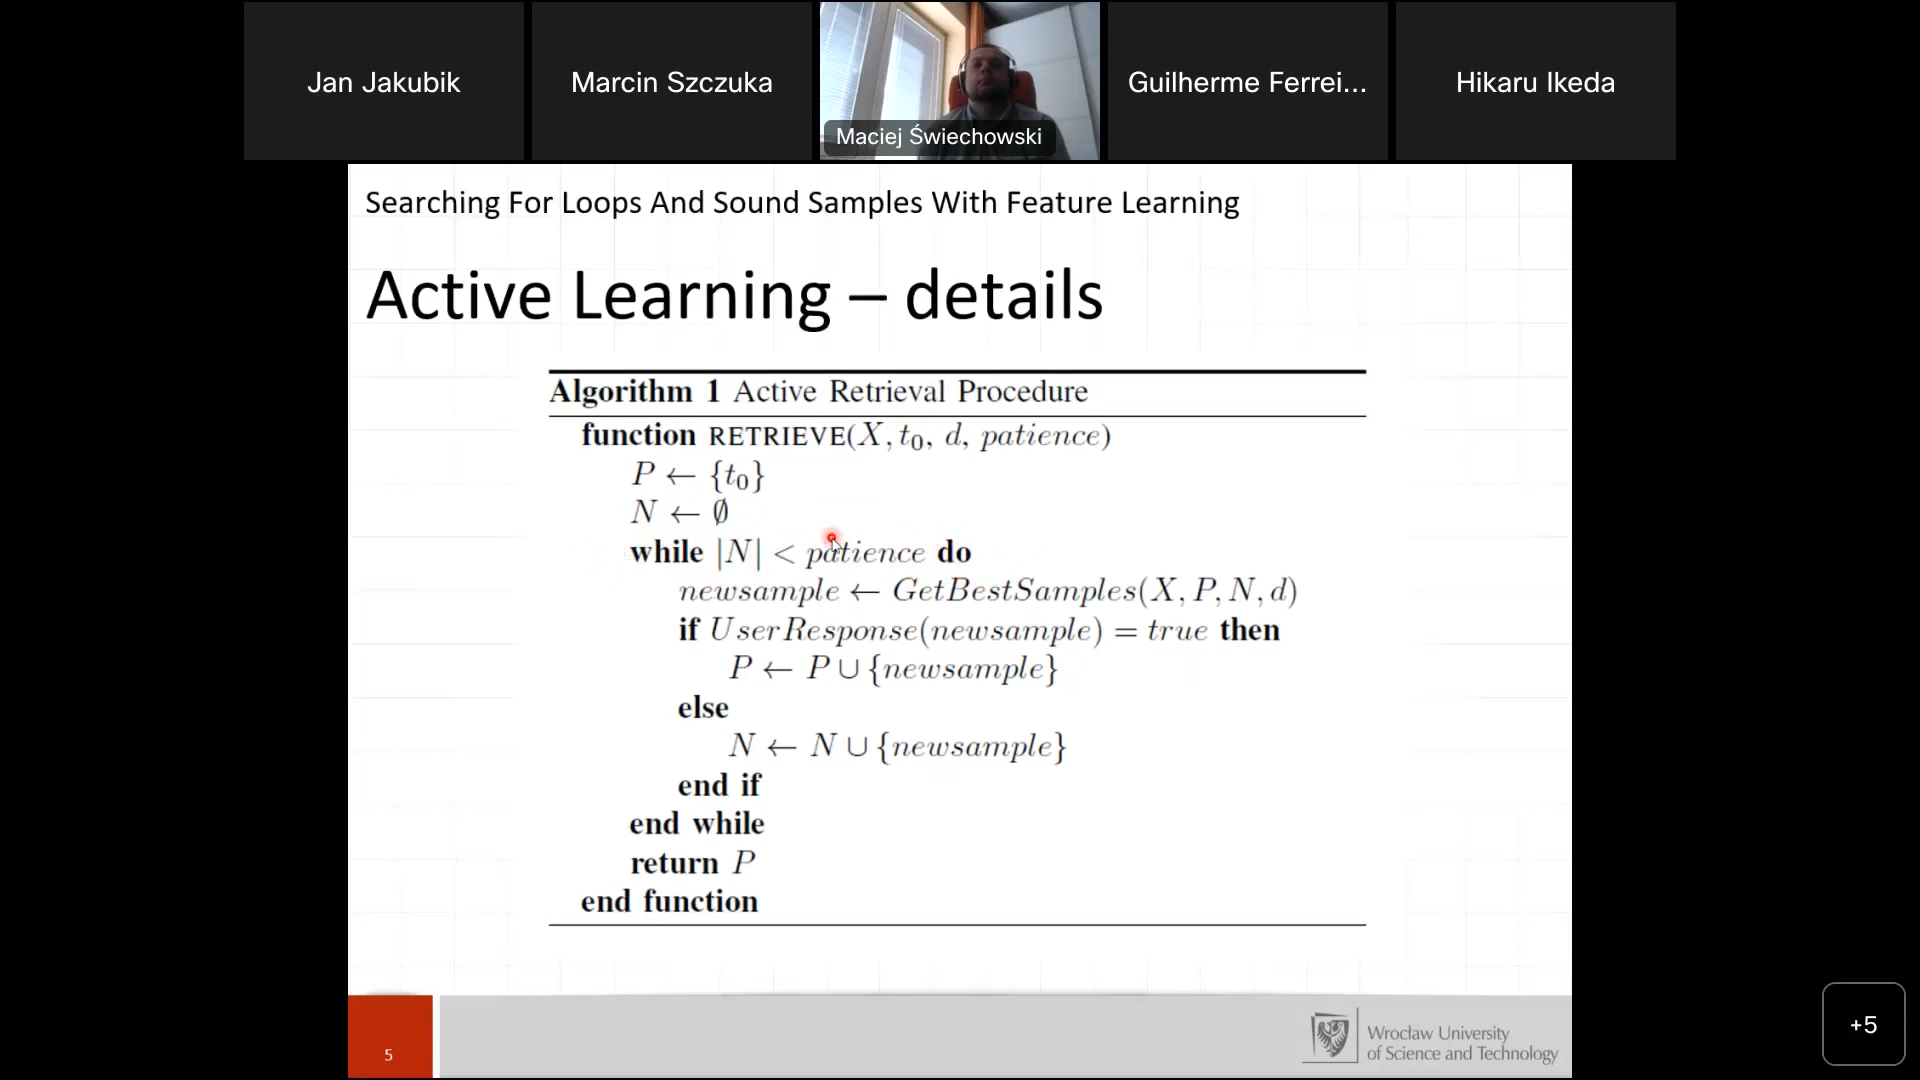 Jan Jakubik
Marcin Szczuka
Maciej Świechowski
Guilherme Ferrei...
Hikaru Ikeda
Searching For Loops And Sound Samples With Feature Learning
Active Learning – details
Algorithm 1 Active Retrieval Procedure
function RETRIEVE(X, t₀, d, patience)
P ← {t₀}
N ← ∅
while |N| < patience do
newsample ← GetBestSamples(X, P, N, d)
if UserResponse(newsample) = true then
P ← P ∪ {newsample}
else
N ← N ∪ {newsample}
end if
end while
return P
end function
5
Wrocław University
of Science and Technology
+5